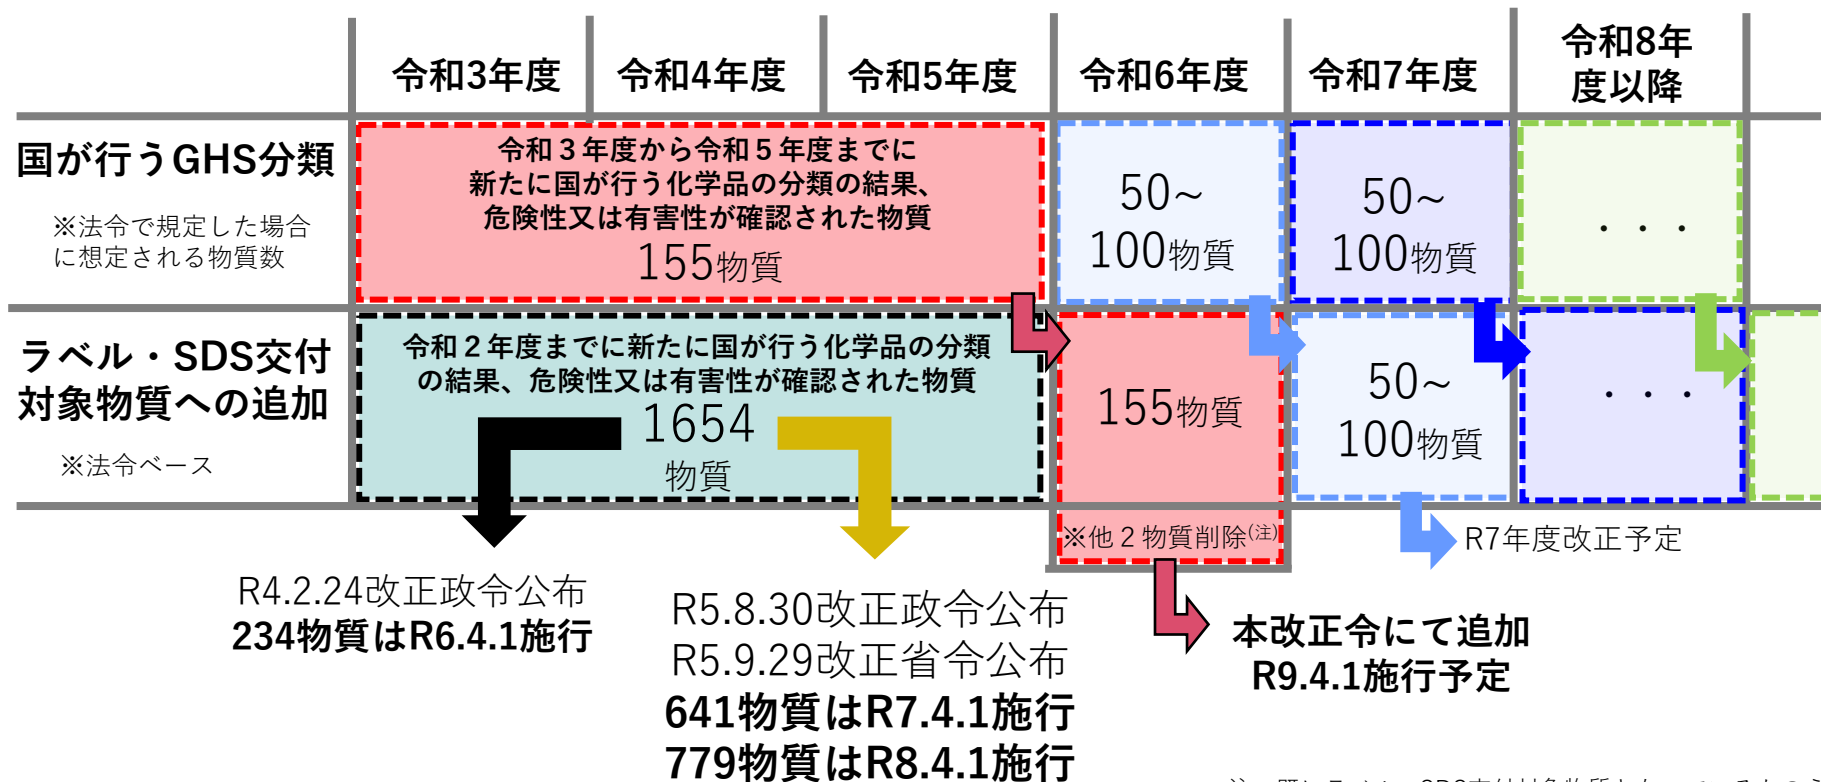 令和3年度
令和4年度
令和5年度
令和6年度
令和7年度
令和8年
度以降
国が行うGHS分類
※法令で規定した場合
に想定される物質数
令和３年度から令和５年度までに
新たに国が行う化学品の分類の結果、
危険性又は有害性が確認された物質
155物質
50~
100物質
50~
100物質
・・・
ラベル・SDS交付
対象物質への追加
※法令ベース
令和２年度までに新たに国が行う化学品の分類
の結果、危険性又は有害性が確認された物質
1654
物質
155物質
50~
100物質
・・・
※他２物質削除(注)
R7年度改正予定
R4.2.24改正政令公布
234物質はR6.4.1施行
R5.8.30改正政令公布
R5.9.29改正省令公布
641物質はR7.4.1施行
779物質はR8.4.1施行
本改正令にて追加
R9.4.1施行予定